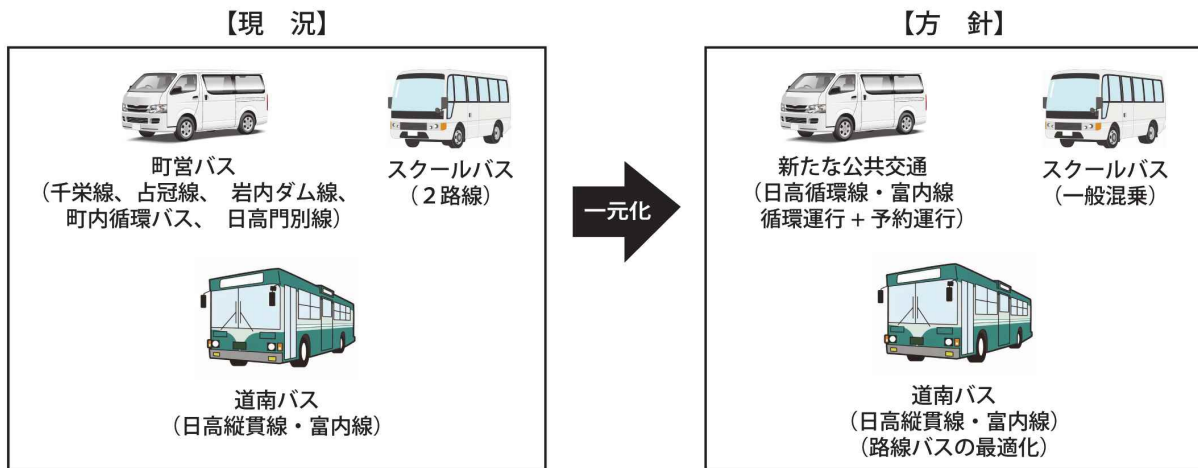 【現　況】
町営バス
（千栄線、占冠線、 岩内ダム線、
町内循環バス、 日高門別線）
スクールバス
（２路線）
道南バス
（日高縦貫線・富内線）
一元化
【方　針】
新たな公共交通
（日高循環線・富内線
循環運行 + 予約運行）
スクールバス
（一般混乗）
道南バス
（日高縦貫線・富内線）
（路線バスの最適化）